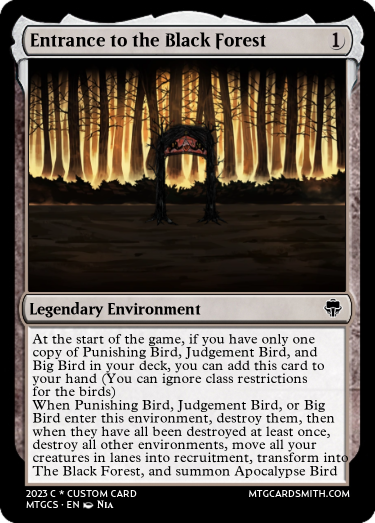 Entrance to the Black Forest 1
Legendary Environment
At the start of the game, if you have only one
copy of Punishing Bird, Judgement Bird, and
Big Bird in your deck, you can add this card to
your hand (You can ignore class restrictions
for the birds)
When Punishing Bird, Judgement Bird, or Big
Bird enter this environment, destroy them, then
when they have all been destroyed at least once,
destroy all other environments, move all your
creatures in lanes into recruitment, transform into
The Black Forest, and summon Apocalypse Bird
2023 C * CUSTOM CARD
MTGCARDSMITH.COM
MTGCS • EN NIA